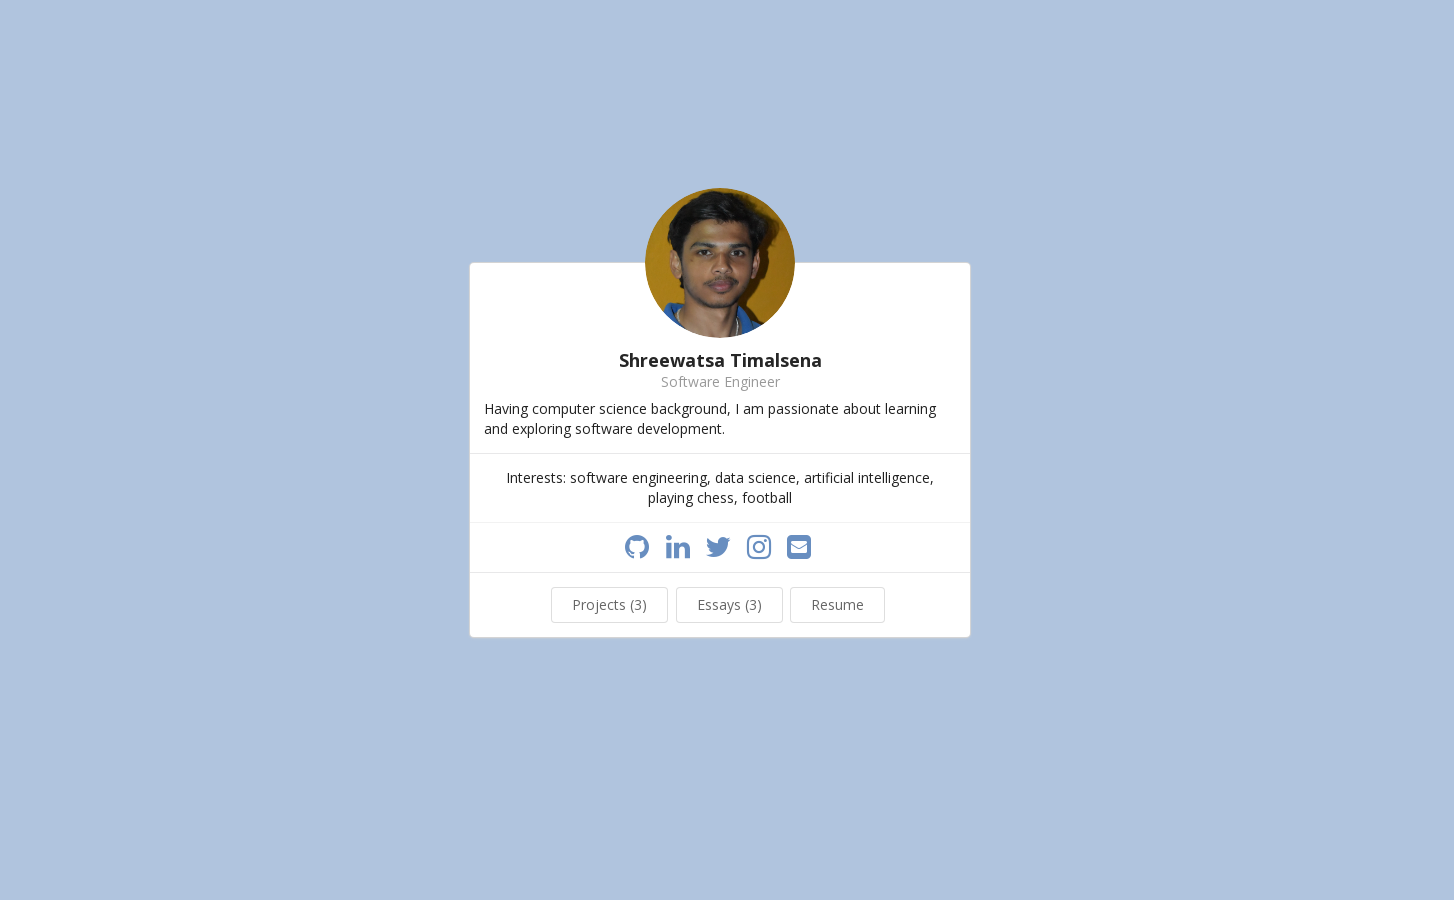 Shreewatsa Timalsena
Software Engineer
Having computer science background, I am passionate about learning
and exploring software development.
Interests: software engineering, data science, artificial intelligence,
playing chess, football
Projects (3) Essays (3) Resume